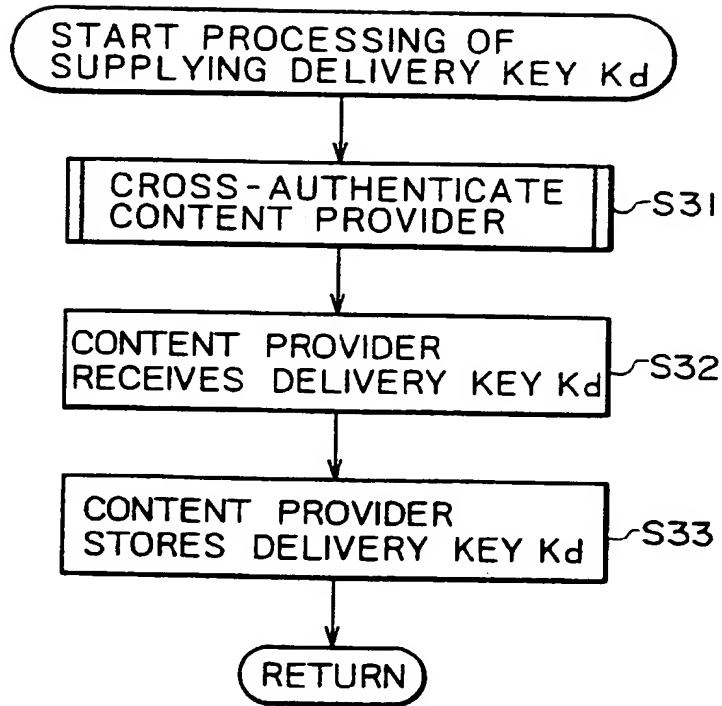 START PROCESSING OF
SUPPLYING DELIVERY KEY Kd
CROSS-AUTHENTICATE
CONTENT PROVIDER
S31
CONTENT PROVIDER
RECEIVES DELIVERY KEY Kd
S32
CONTENT PROVIDER
STORES DELIVERY KEY Kd
S33
RETURN